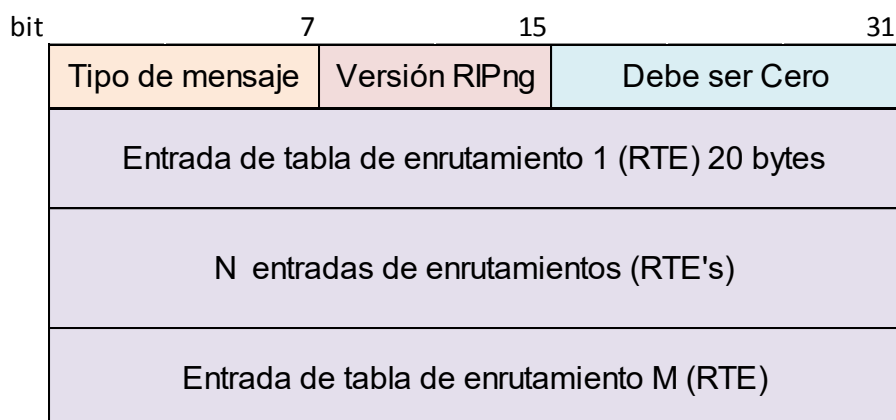 bit 7 15 31
Tipo de mensaje Versión RIPng Debe ser Cero
Entrada de tabla de enrutamiento 1 (RTE) 20 bytes
N entradas de enrutamientos (RTE's)
Entrada de tabla de enrutamiento M (RTE)